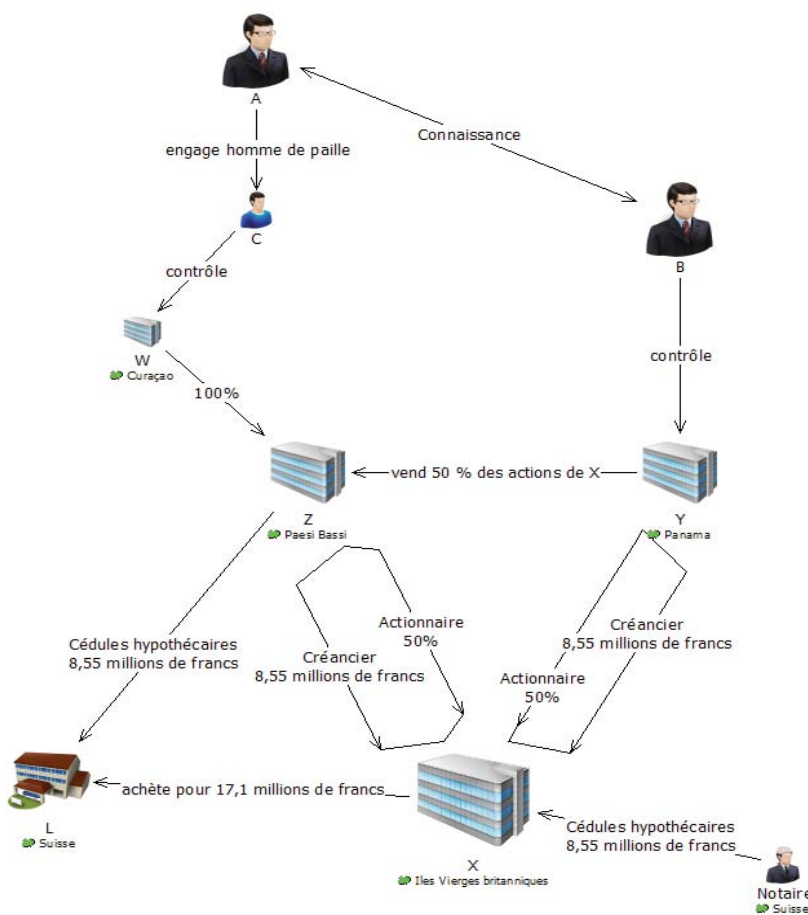 A
Connaissance
engage homme de paille
C
B
contrôle
contrôle
W
Curaçao
100%
vend 50 % des actions de X
Z
Paesi Bassi
Y
Panama
Actionnaire
50%
Créancier
8,55 millions de francs
Créancier
8,55 millions de francs
Cédules hypothécaires
8,55 millions de francs
Actionnaire
50%
achète pour 17,1 millions de francs
L
Suisse
X
Iles Vierges britanniques
Cédules hypothécaires
8,55 millions de francs
Notaire
Suisse